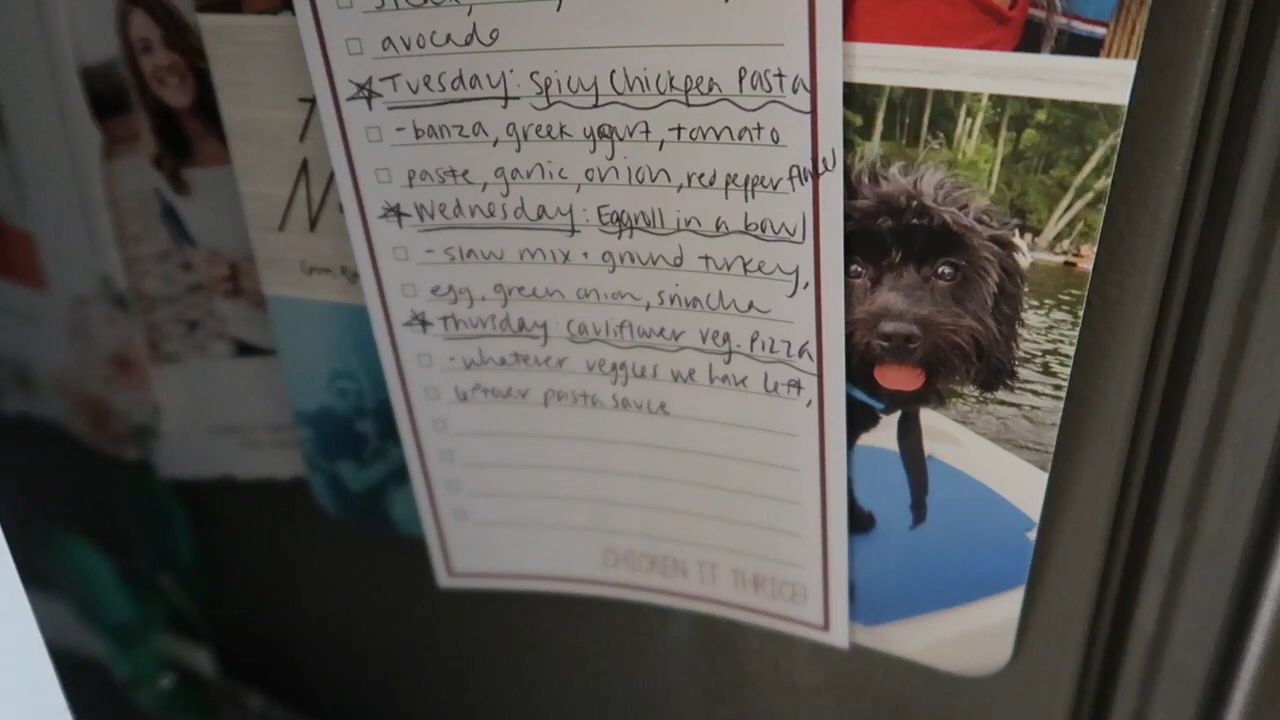 avocado
Tuesday: Spicy Chickpea Pasta
-banza, greek yogurt, tomato
paste, garlic, onion, red pepper flake
Wednesday: Eggroll in a bowl
-slaw mix, ground turkey,
egg, green onion, sriracha
Thursday: Cauliflower veg. Pizza
-whatever veggies we have left,
leftover pasta sauce
CHICKEN IT THRICE!